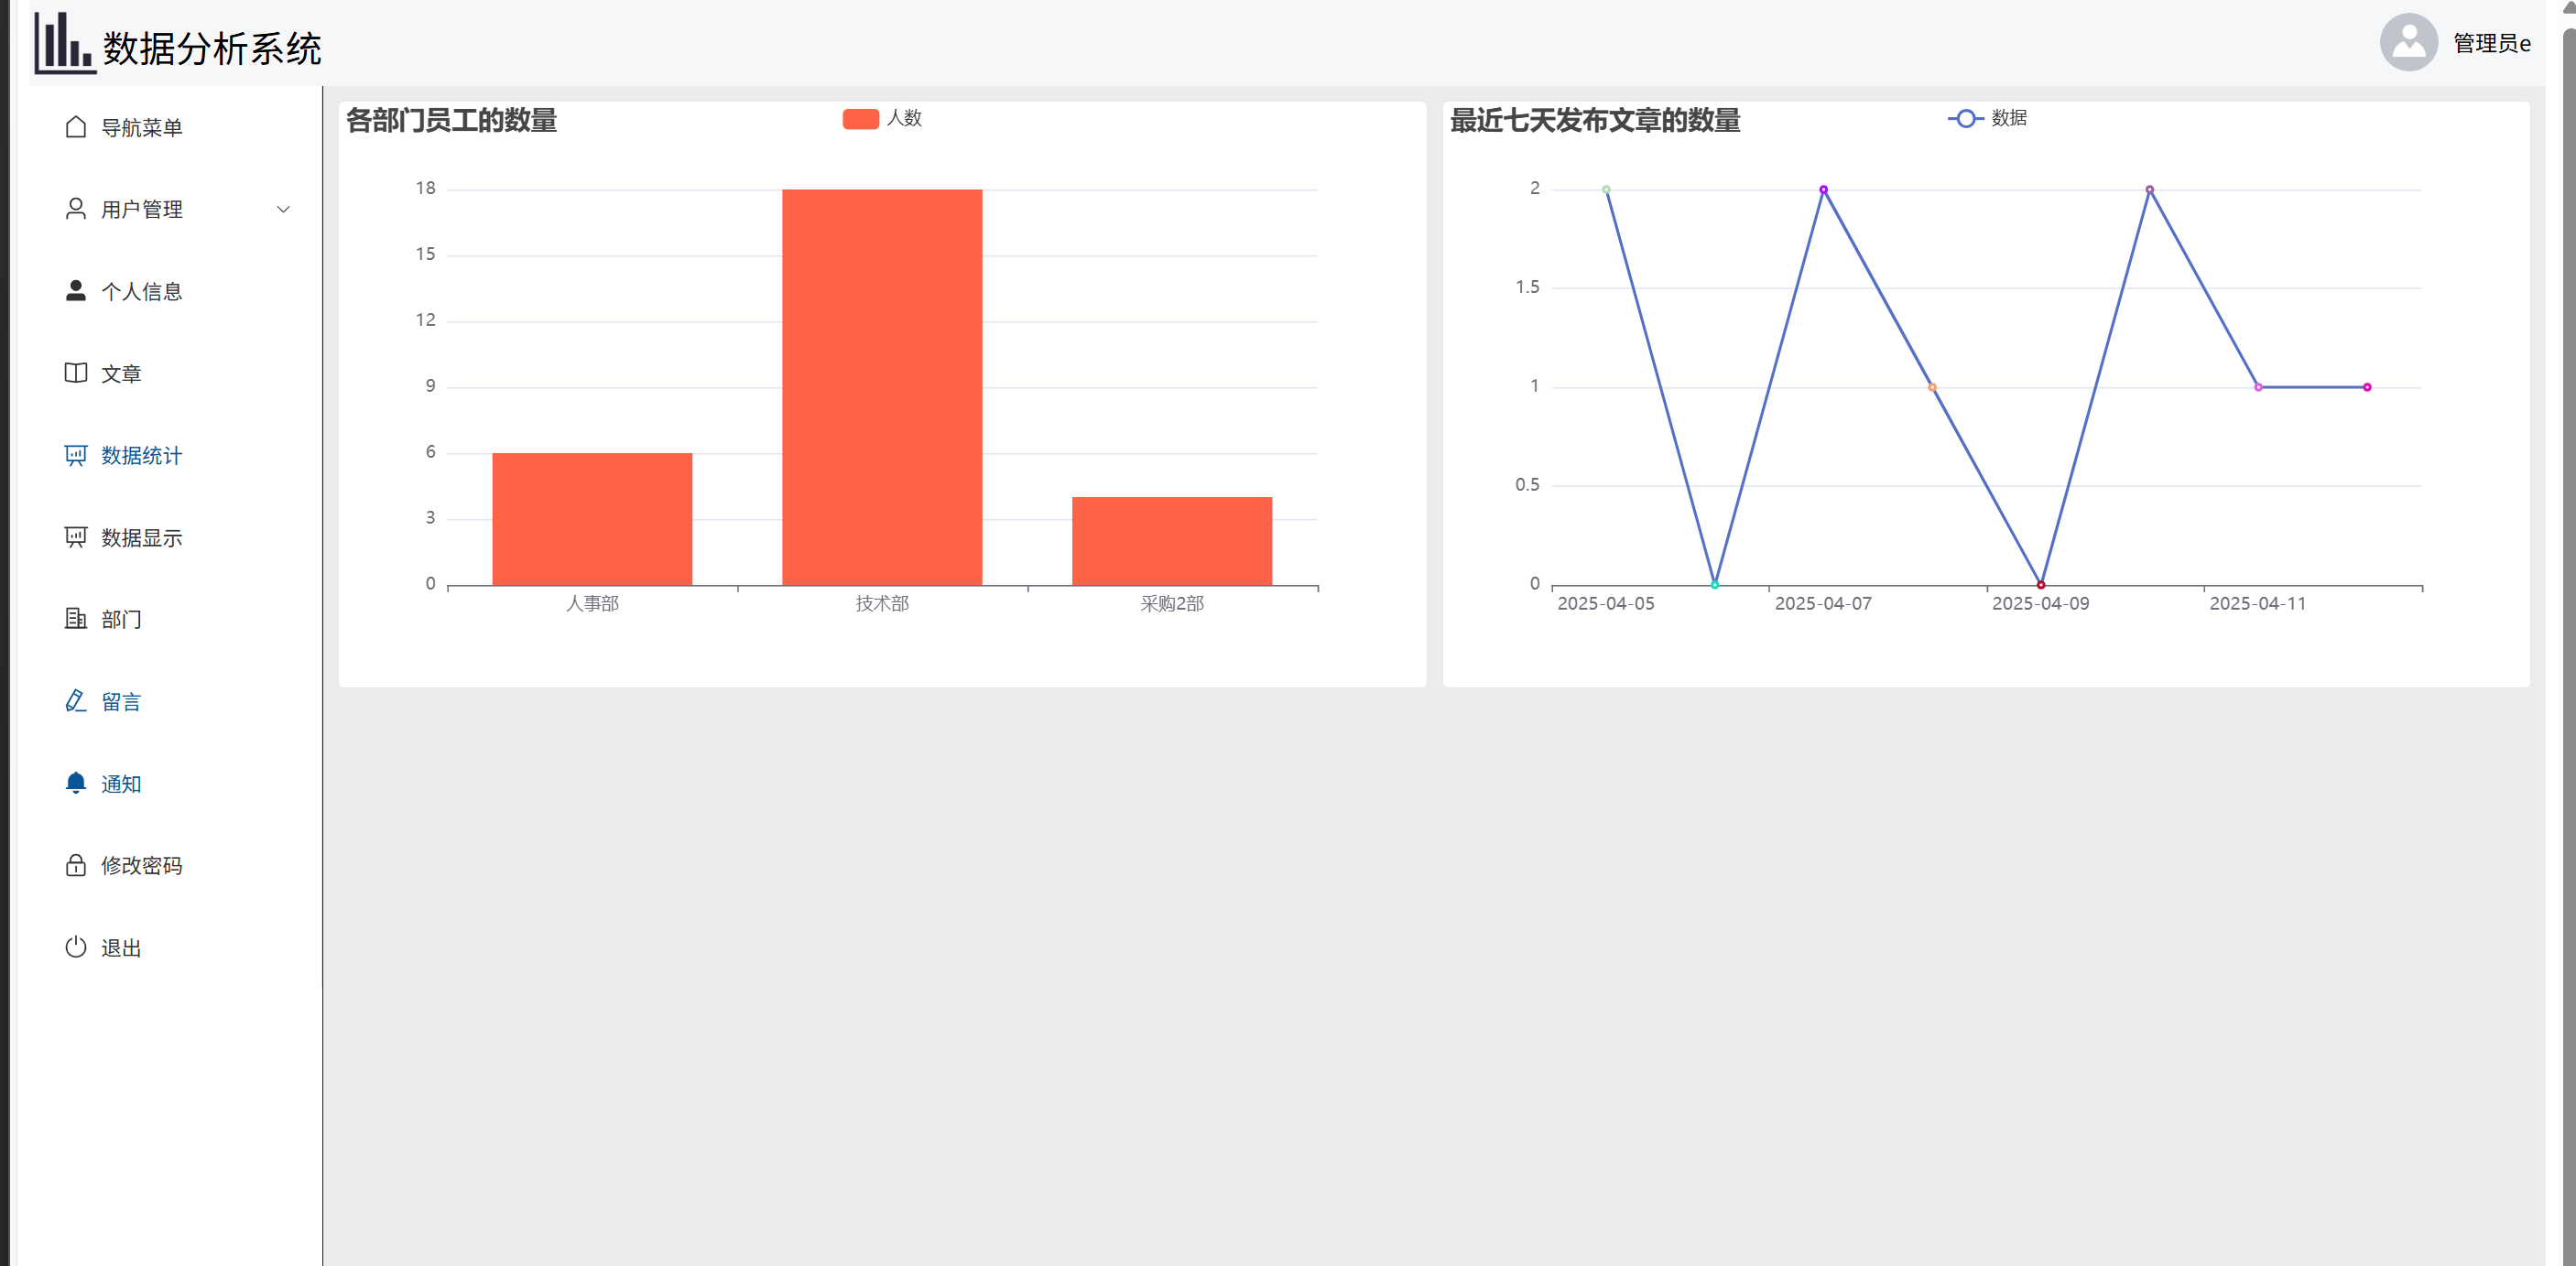 数据分析系统
管理员e
导航菜单
用户管理
个人信息
文章
数据统计
数据显示
部门
留言
通知
修改密码
退出
各部门员工的数量
人数
18
15
12
9
6
3
0
人事部
技术部
采购2部
最近七天发布文章的数量
数据
2
1.5
1
0.5
0
2025-04-05
2025-04-07
2025-04-09
2025-04-11